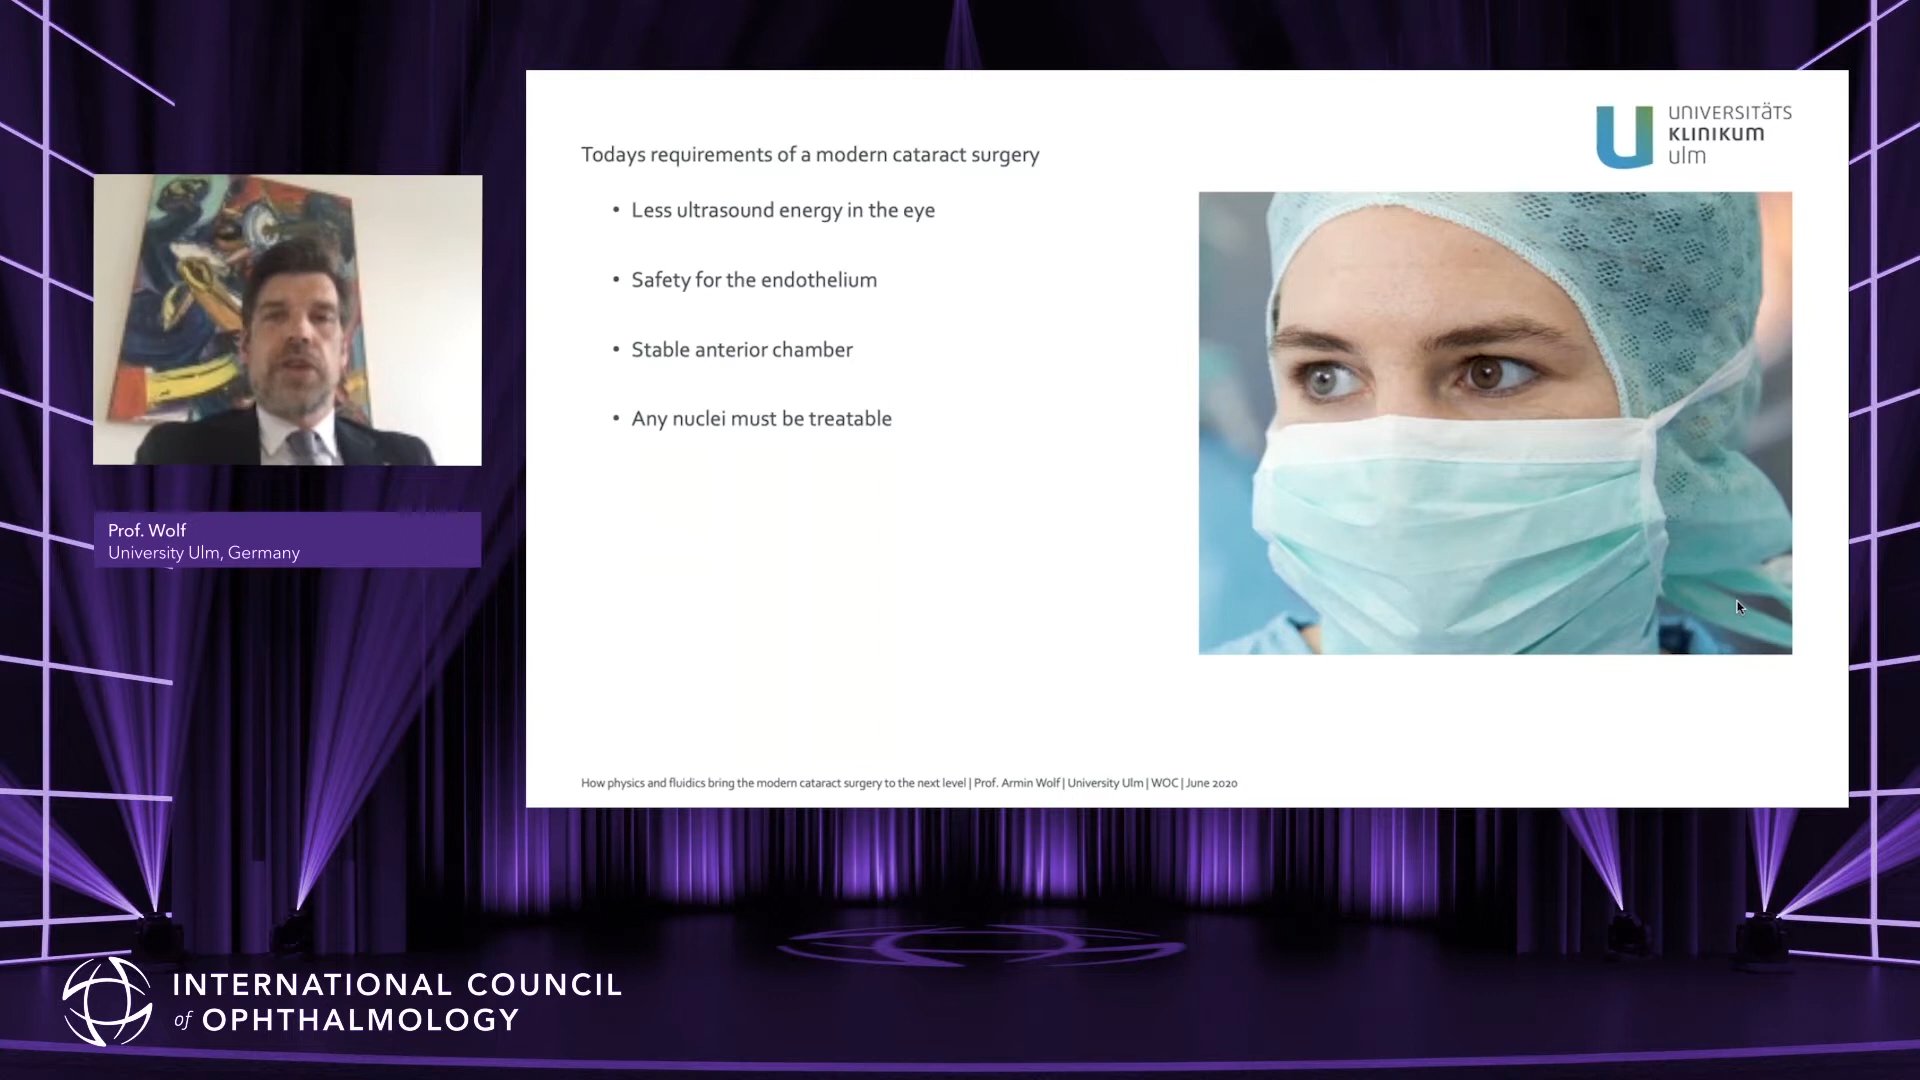 UNIVERSITÄTS
KLINIKUM
ulm
Todays requirements of a modern cataract surgery
• Less ultrasound energy in the eye
• Safety for the endothelium
• Stable anterior chamber
• Any nuclei must be treatable
Prof. Wolf
University Ulm, Germany
How physics and fluidics bring the modern cataract surgery to the next level | Prof. Armin Wolf | University Ulm | WOC | June 2020
INTERNATIONAL COUNCIL
of OPHTHALMOLOGY